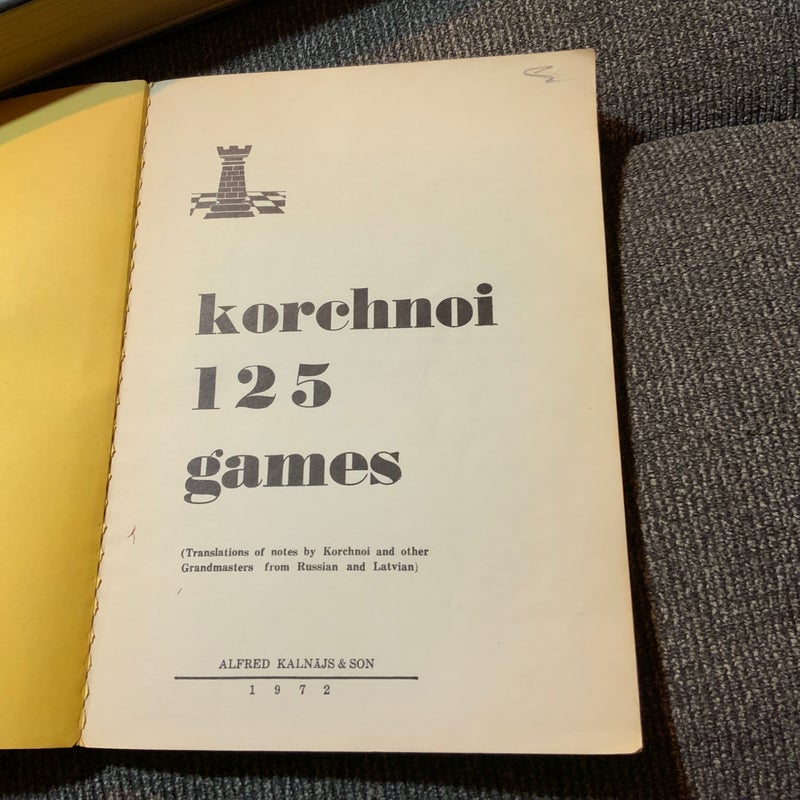 korchnoi
125
games
(Translations of notes by Korchnoi and other
Grandmasters from Russian and Latvian)
ALFRED KALNĀJS & SON
1972